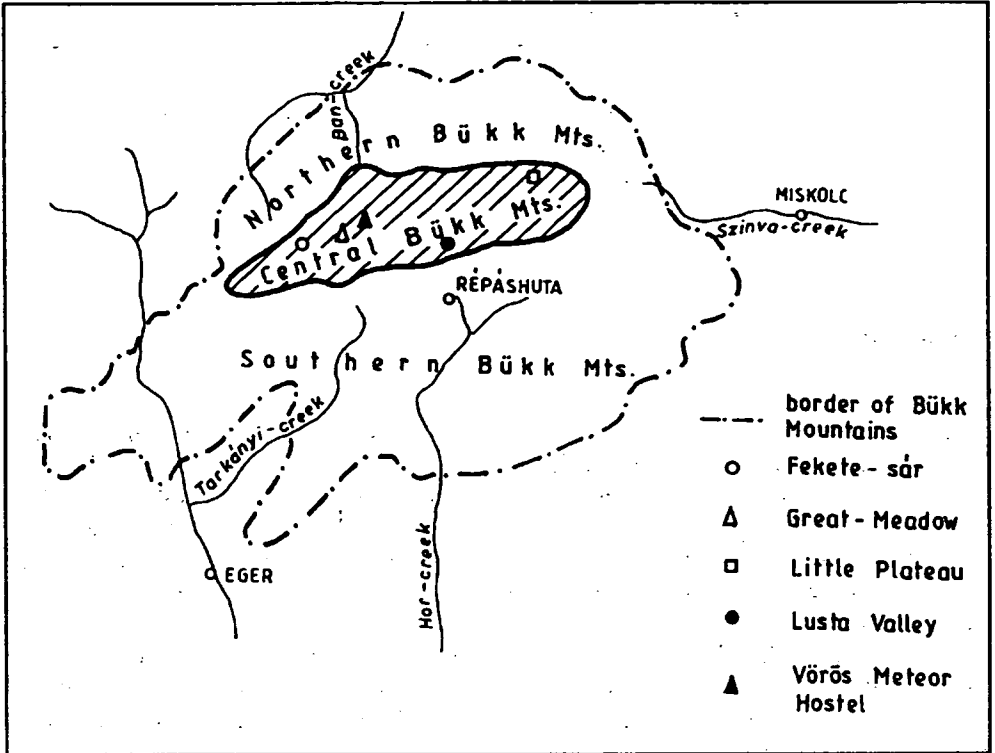 Bán-creek
Northern Bükk Mts.
MISKOLC
Szinva-creek
Central Bükk Mts.
RÉPÁSHUTA
Southern Bükk Mts.
Tarkányi-creek
EGER
Hor-creek
border of Bükk
Mountains
Fekete-sár
Great-Meadow
Little Plateau
Lusta Valley
Vörös Meteor
Hostel